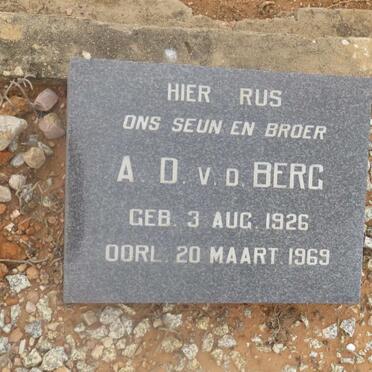 HIER RUS
ONS SEUN EN BROER
A. D. V. D. BERG
GEB. 3 AUG. 1926
OORL. 20 MAART. 1969